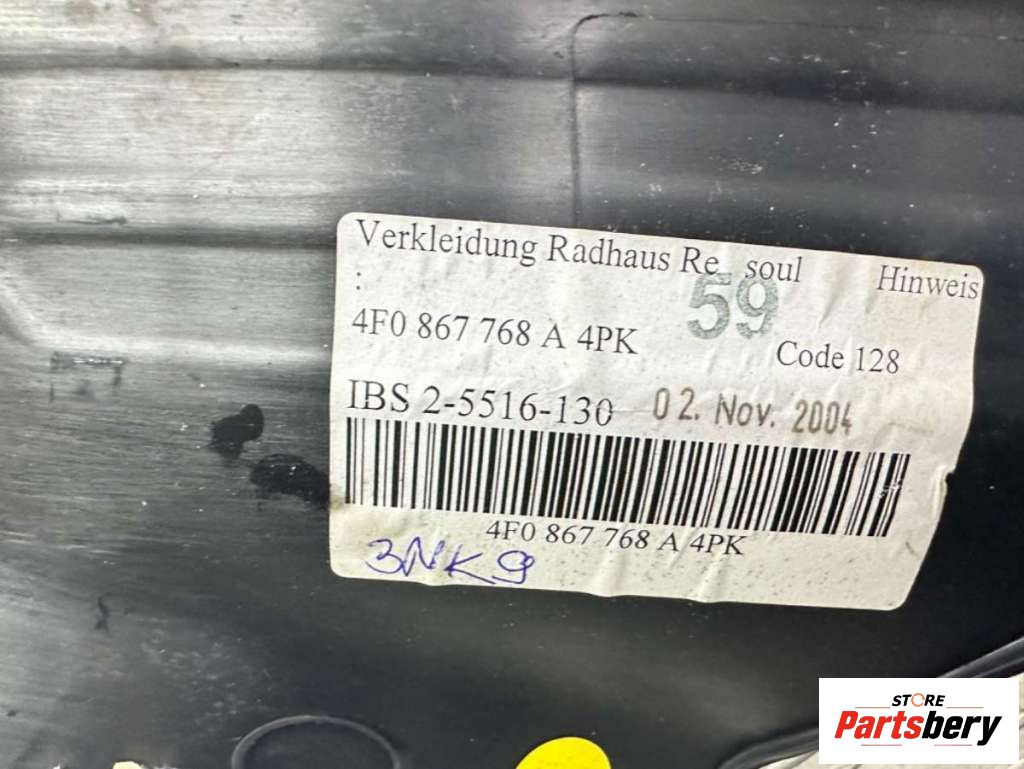 Verkleidung Radhaus Re soul Hinweis
:
59
4F0 867 768 A 4PK
Code 128
IBS 2-5516-130 02. Nov. 2004
4F0 867 768 A 4PK
3NK9
STORE
Partsbery